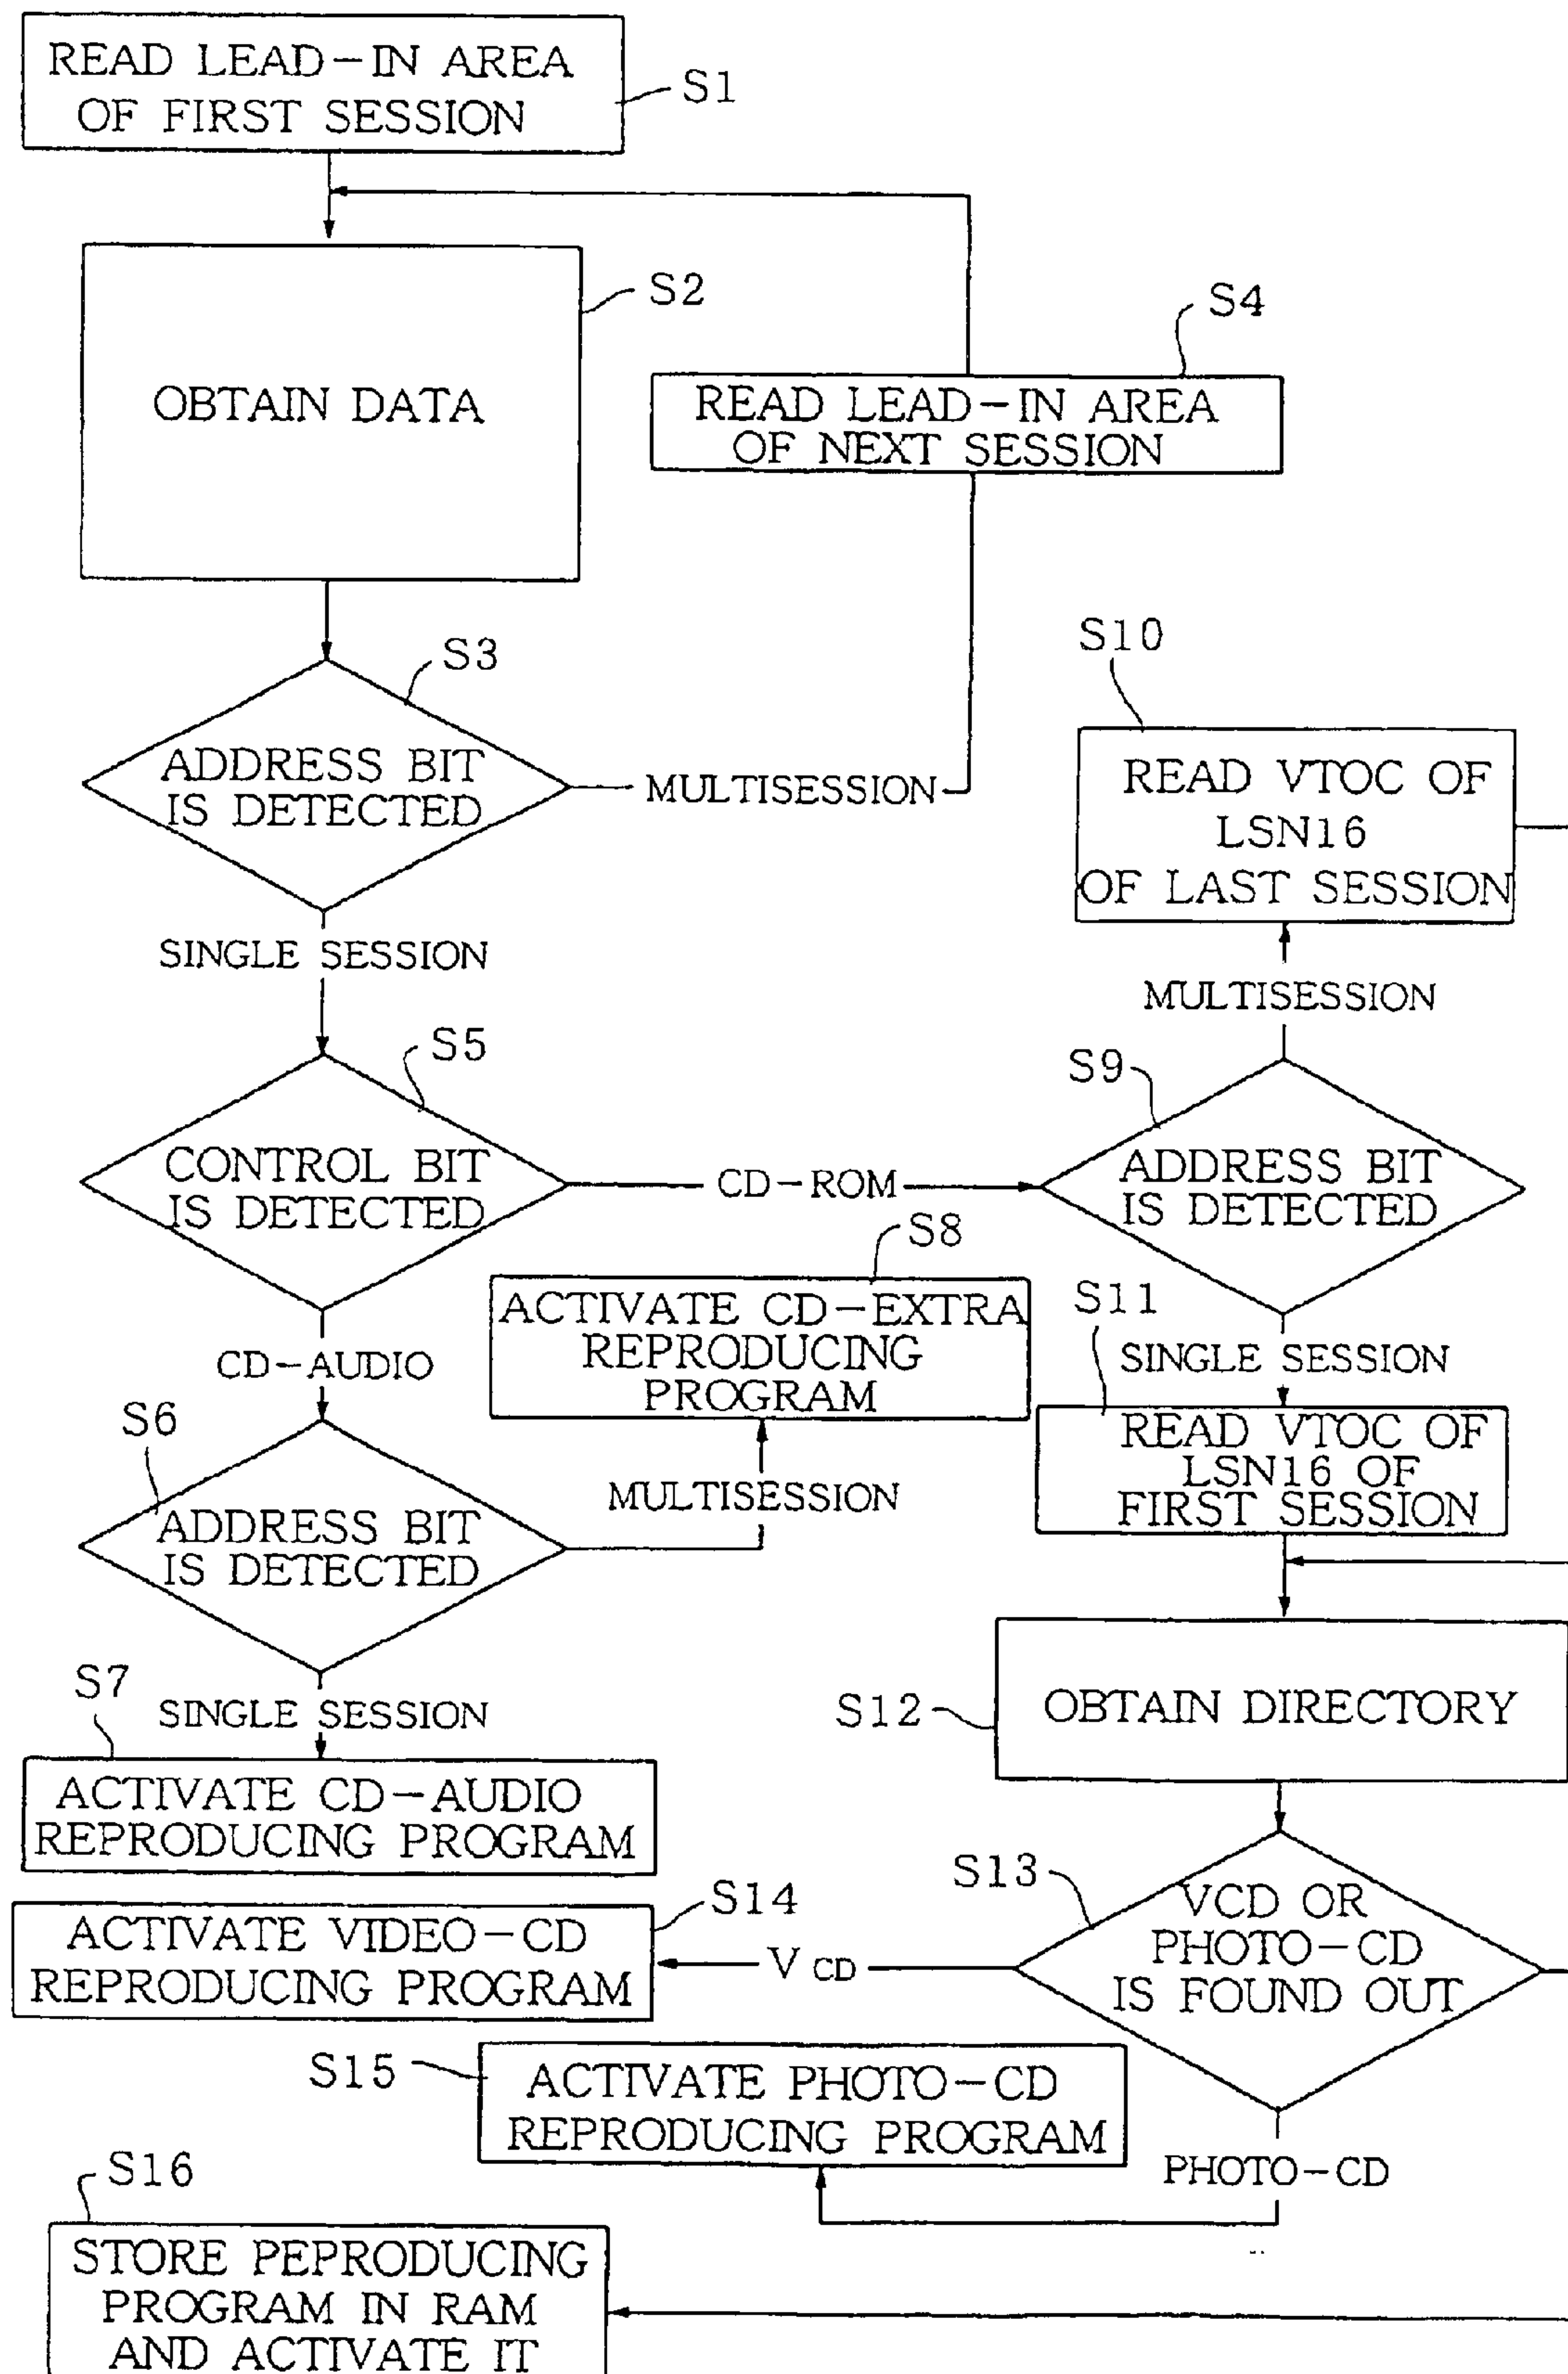 READ LEAD-IN AREA
OF FIRST SESSION
S1
OBTAIN DATA
S2
S4
READ LEAD-IN AREA
OF NEXT SESSION
S3
ADDRESS BIT
IS DETECTED
MULTISESSION
SINGLE SESSION
S10
READ VTOC OF
LSN16
OF LAST SESSION
MULTISESSION
S5
CONTROL BIT
IS DETECTED
CD-ROM
S9
ADDRESS BIT
IS DETECTED
S8
ACTIVATE CD-EXTRA
REPRODUCING
PROGRAM
CD-AUDIO
S11
SINGLE SESSION
READ VTOC OF
LSN16 OF
FIRST SESSION
S6
ADDRESS BIT
IS DETECTED
MULTISESSION
SINGLE SESSION
S7
ACTIVATE CD-AUDIO
REPRODUCING PROGRAM
S12
OBTAIN DIRECTORY
S13
VCD OR
PHOTO-CD
IS FOUND OUT
S14
ACTIVATE VIDEO-CD
REPRODUCING PROGRAM
VCD
S15
ACTIVATE PHOTO-CD
REPRODUCING PROGRAM
PHOTO-CD
S16
STORE PEPRODUCING
PROGRAM IN RAM
AND ACTIVATE IT